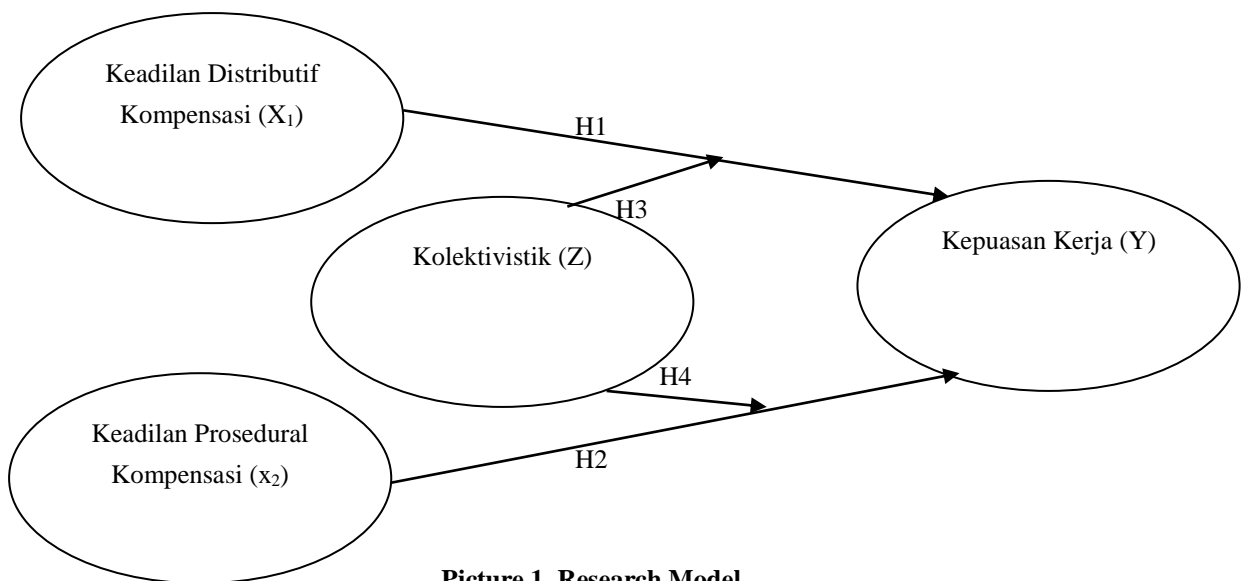 Keadilan Distributif
Kompensasi (X₁)
H1
H3
Kolektivistik (Z)
Kepuasan Kerja (Y)
H4
Keadilan Prosedural
Kompensasi (x₂)
H2
Picture 1. Research Model